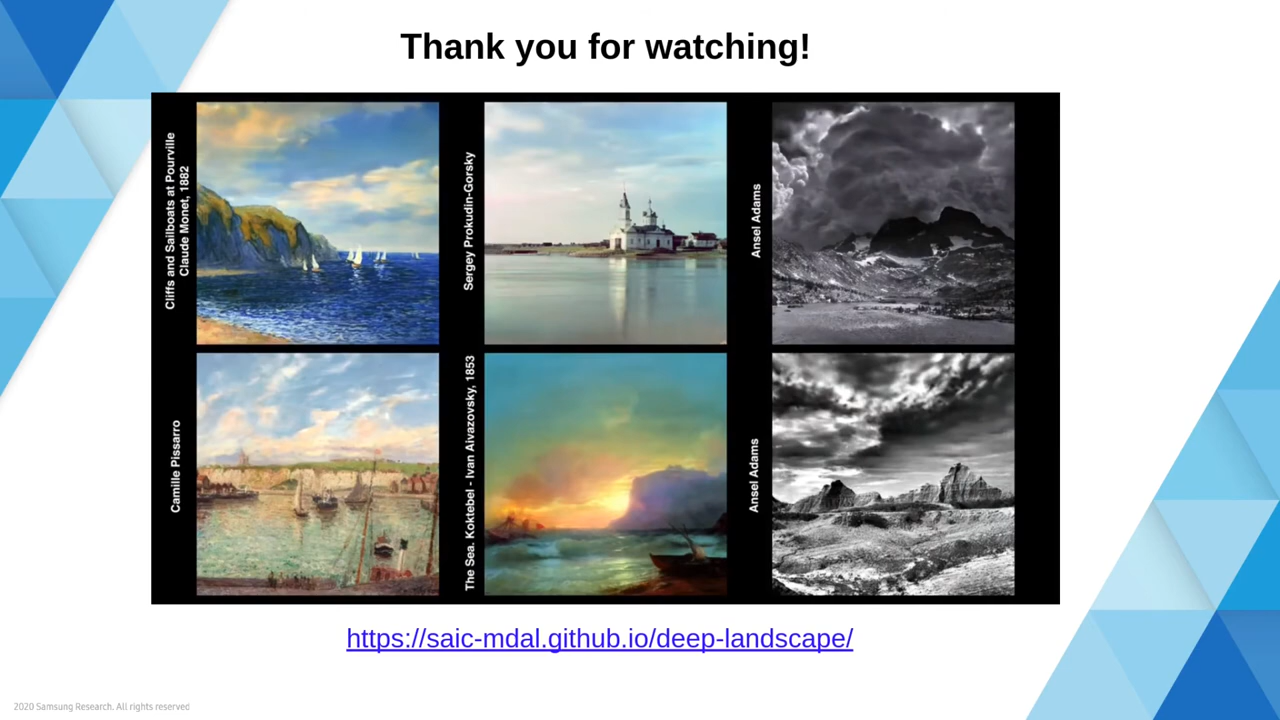 Thank you for watching!
Cliffs and Sailboats at Pourville
Claude Monet, 1882
Sergey Prokudin-Gorsky
Ansel Adams
Camille Pissarro
The Sea. Koktebel - Ivan Aivazovsky, 1853
Ansel Adams
https://saic-mdal.github.io/deep-landscape/
2020 Samsung Research. All rights reserved